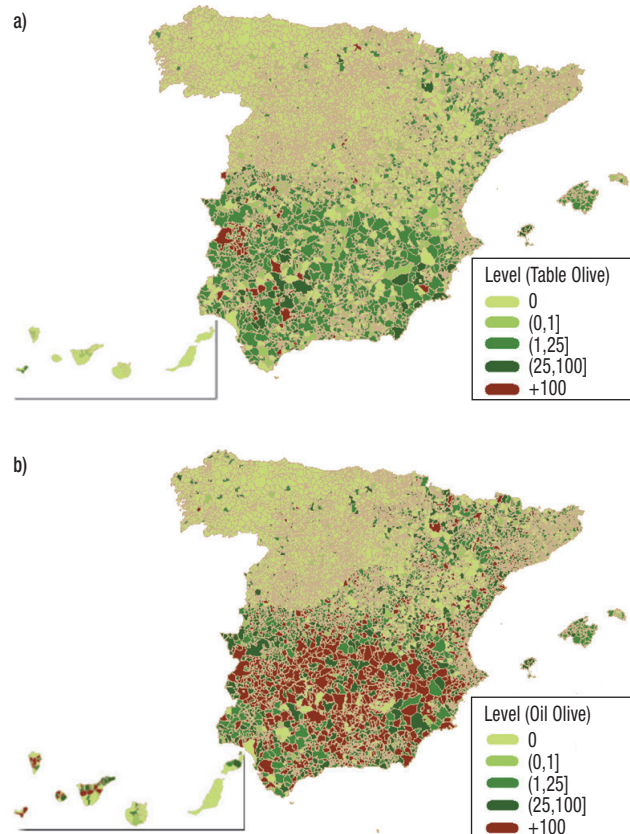 a)
Level (Table Olive)
0
(0,1]
(1,25]
(25,100]
+100
b)
Level (Oil Olive)
0
(0,1]
(1,25]
(25,100]
+100